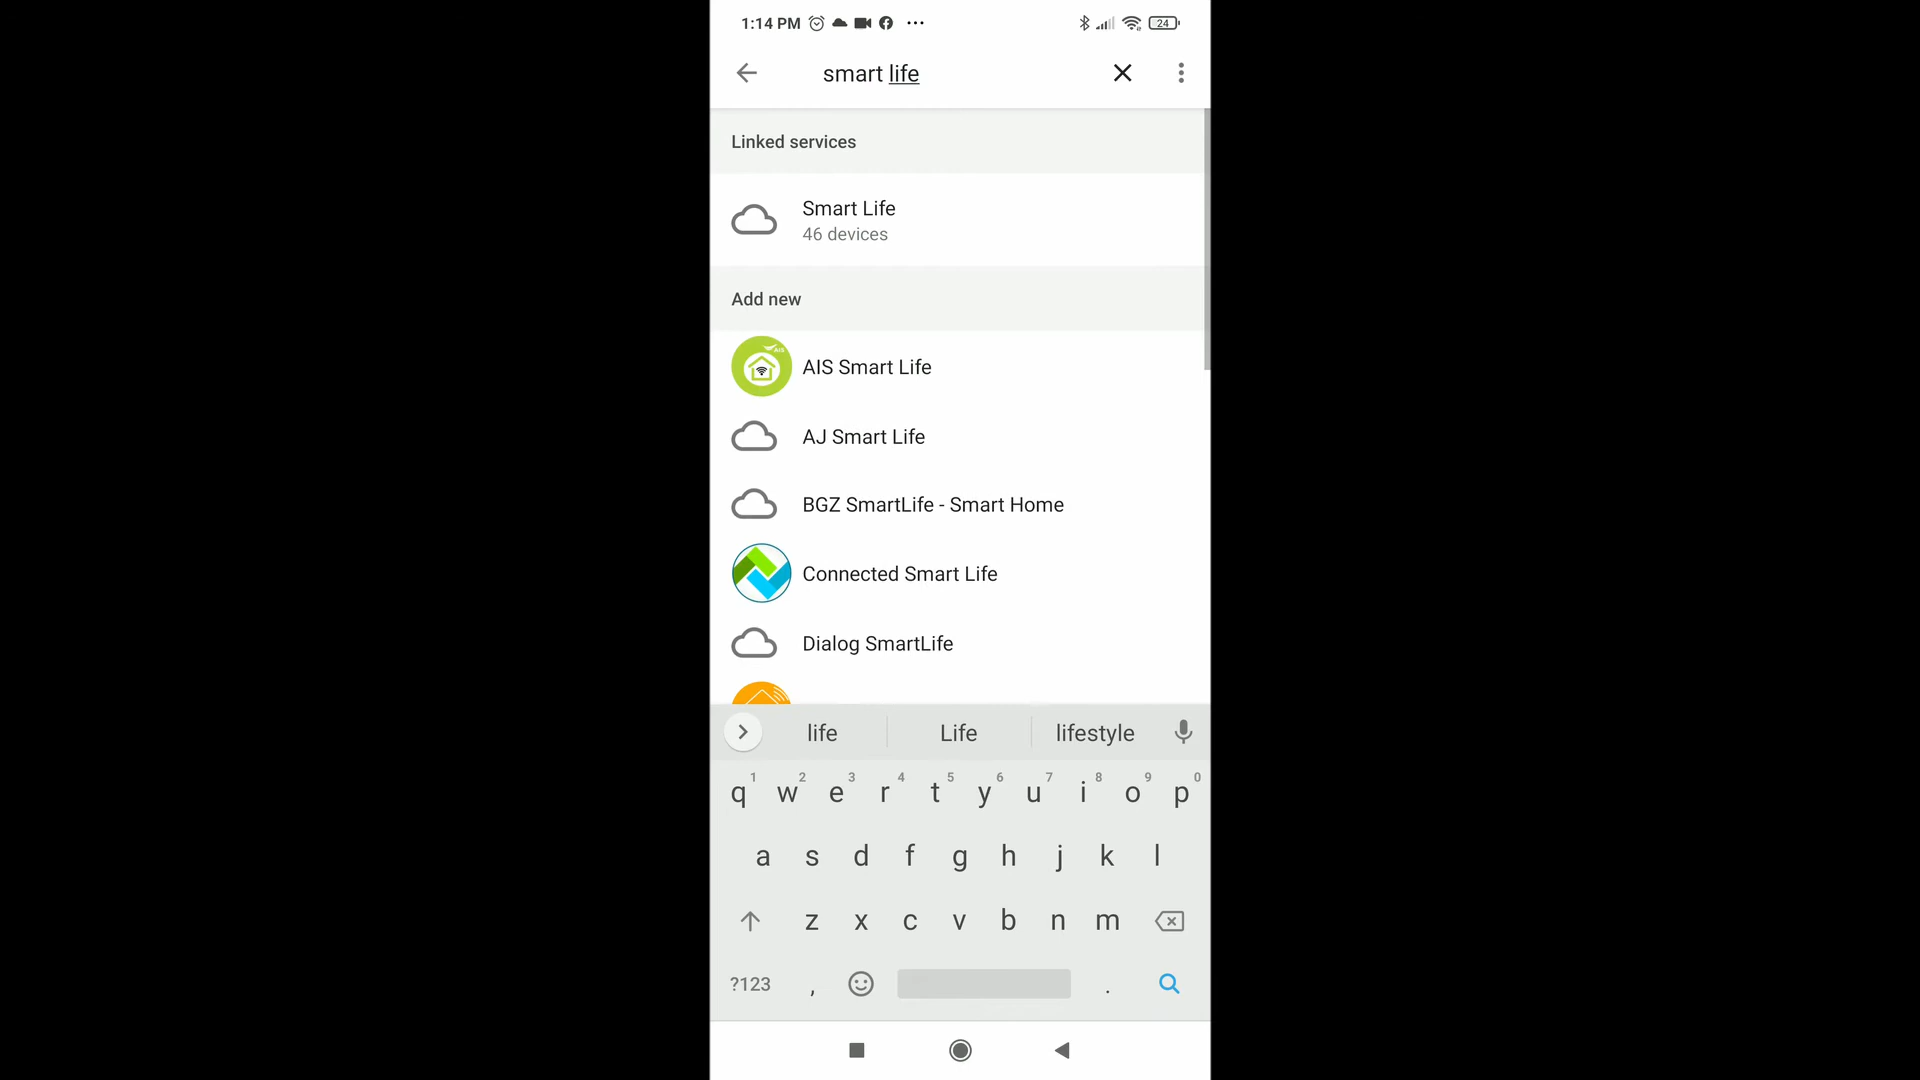 1:14 PM
24
smart life
Linked services
Smart Life
46 devices
Add new
AIS
AIS Smart Life
AJ Smart Life
BGZ SmartLife - Smart Home
Connected Smart Life
Dialog SmartLife
life Life lifestyle
1 2 3 4 5 6 7 8 9 0
q w e r t y u i o p
a s d f g h j k l
z x c v b n m
?123 , .